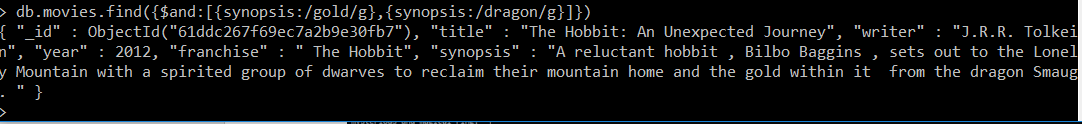 > db.movies.find({$and:[{synopsis:/gold/g},{synopsis:/dragon/g}]})
{ "_id" : ObjectId("61ddc267f69ec7a2b9e30fb7"), "title" : "The Hobbit: An Unexpected Journey", "writer" : "J.R.R. Tolkei
n", "year" : 2012, "franchise" : " The Hobbit", "synopsis" : "A reluctant hobbit , Bilbo Baggins , sets out to the Lonel
y Mountain with a spirited group of dwarves to reclaim their mountain home and the gold within it  from the dragon Smaug
. " }
>